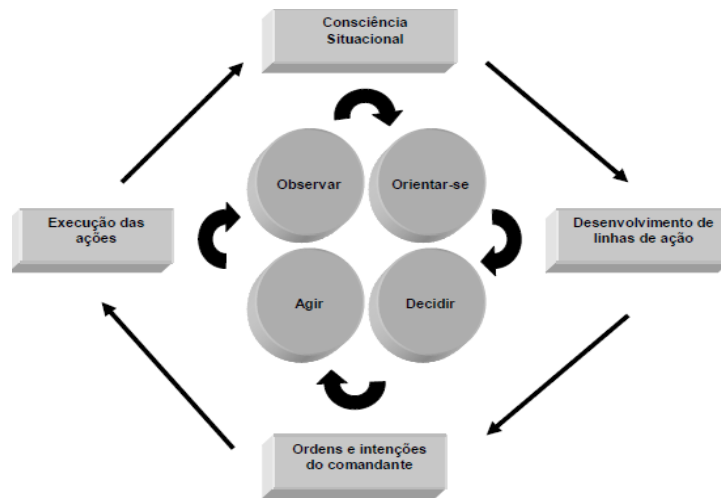 Consciência
Situacional
Observar
Orientar-se
Execução das
ações
Desenvolvimento de
linhas de ação
Agir
Decidir
Ordens e intenções
do comandante